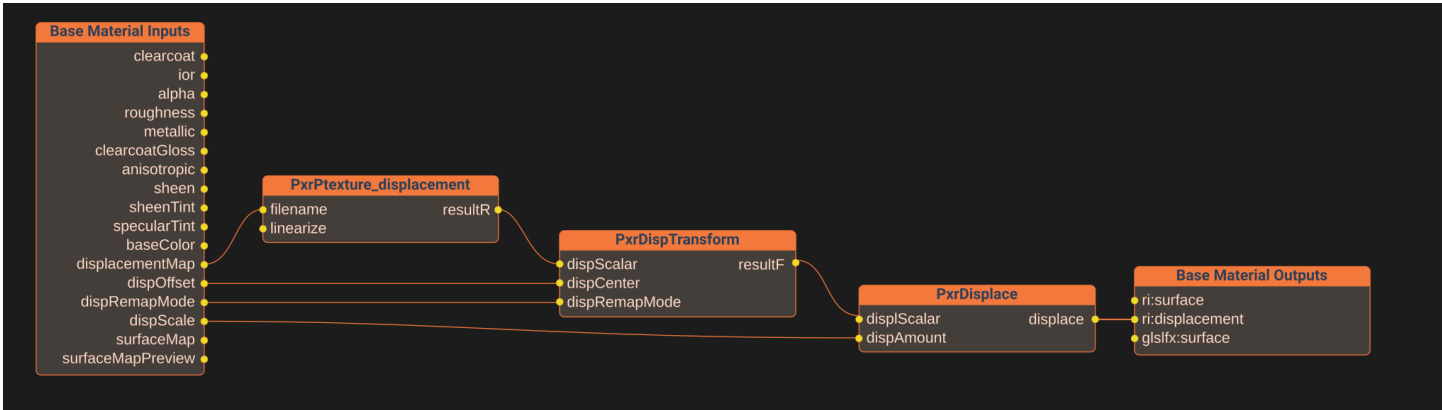 Base Material Inputs
clearcoat
ior
alpha
roughness
metallic
clearcoatGloss
anisotropic
sheen
sheenTint
specularTint
baseColor
displacementMap
dispOffset
dispRemapMode
dispScale
surfaceMap
surfaceMapPreview
PxrPtexture_displacement
filename resultR
linearize
PxrDispTransform
dispScalar resultF
dispCenter
dispRemapMode
PxrDisplace
displScalar displace
dispAmount
Base Material Outputs
ri:surface
ri:displacement
glslfx:surface